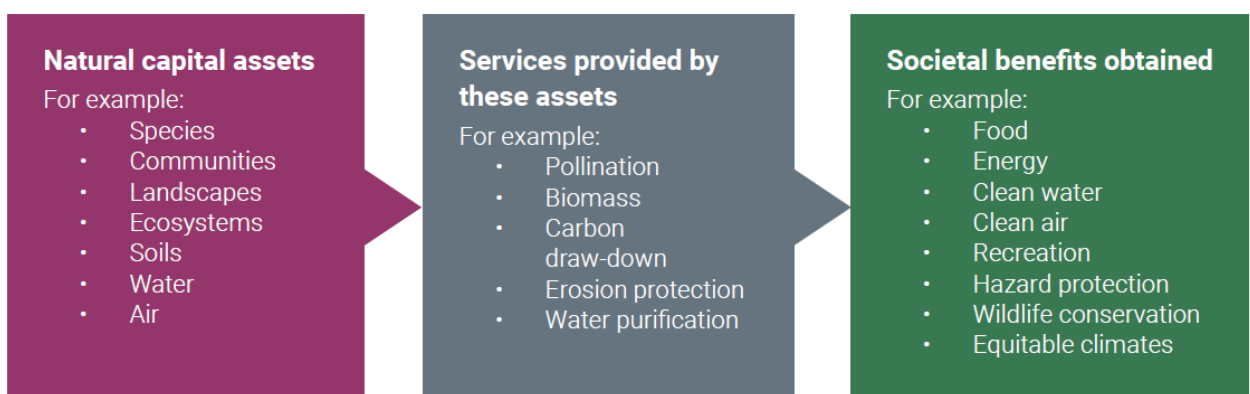 Natural capital assets
For example:
• Species
• Communities
• Landscapes
• Ecosystems
• Soils
• Water
• Air
Services provided by
these assets
For example:
• Pollination
• Biomass
• Carbon
draw-down
• Erosion protection
• Water purification
Societal benefits obtained
For example:
• Food
• Energy
• Clean water
• Clean air
• Recreation
• Hazard protection
• Wildlife conservation
• Equitable climates